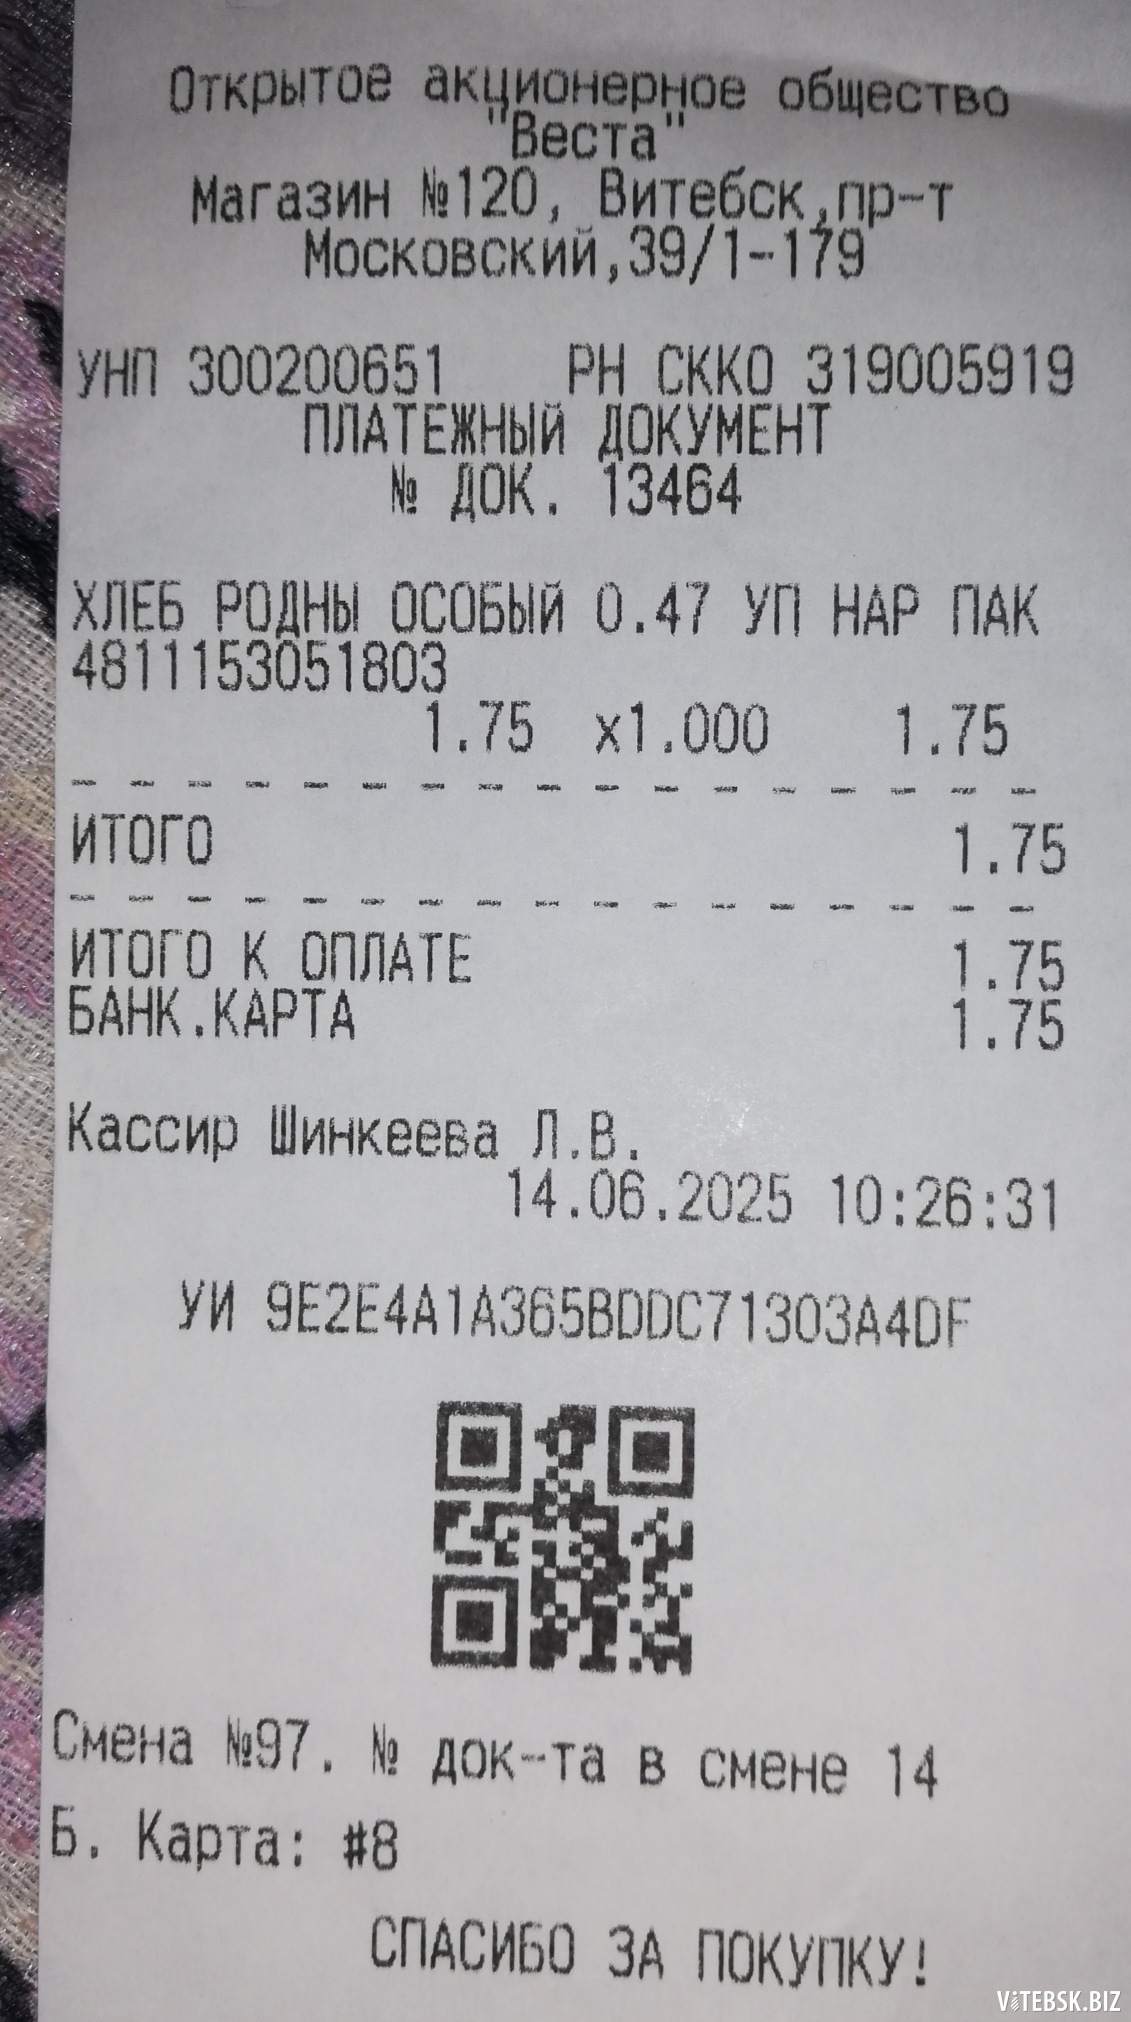 Открытое акционерное общество
"Веста"
Магазин №120, Витебск,пр-т
Московский,39/1-179
УНП 300200651 РН СККО 319005919
ПЛАТЕЖНЫЙ ДОКУМЕНТ
№ ДОК. 13464
ХЛЕБ РОДНЫ ОСОБЫЙ 0.47 УП НАР ПАК
4811153051803
1.75 х1.000 1.75
ИТОГО 1.75
ИТОГО К ОПЛАТЕ 1.75
БАНК.КАРТА 1.75
Кассир Шинкеева Л.В.
14.06.2025 10:26:31
УИ 9E2E4A1A365BDDC71303A4DF
Смена №97. № док-та в смене 14
Б. Карта: #8
СПАСИБО ЗА ПОКУПКУ!
VITEBSK.BIZ